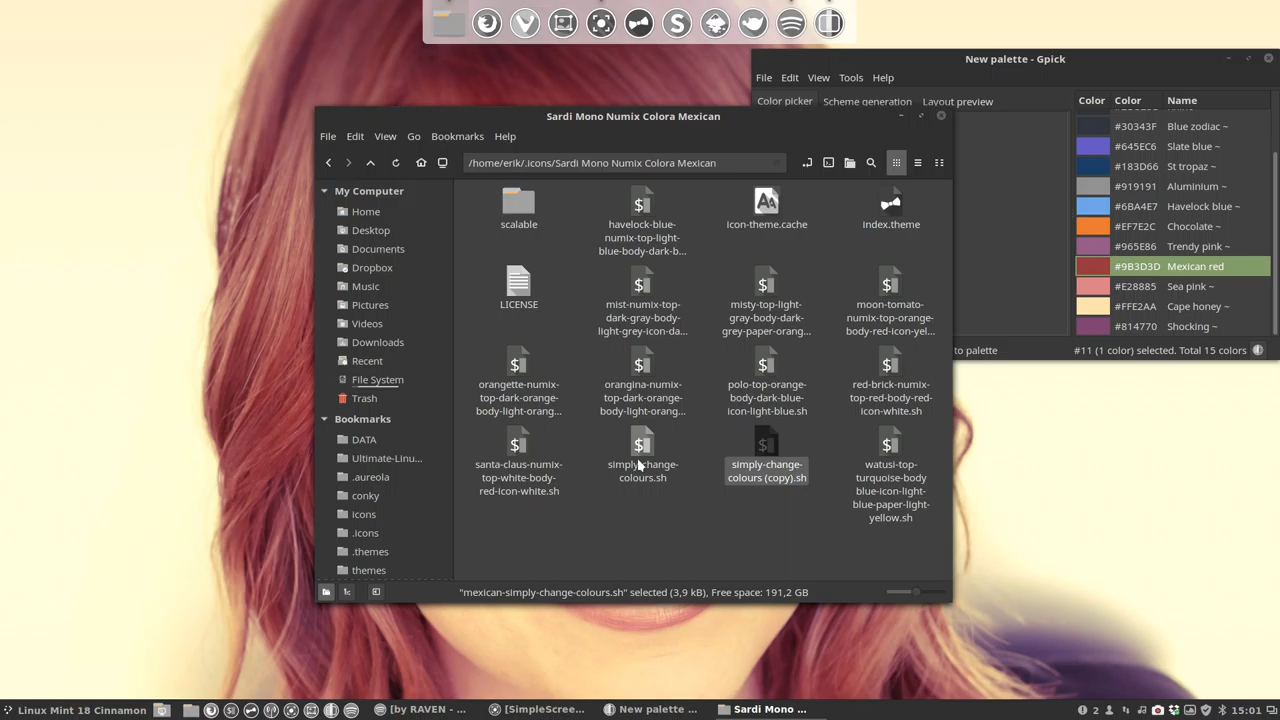 New palette - Gpick
File Edit View Tools Help
Color picker Scheme generation Layout preview
Color Color Name
#30343F Blue zodiac ~
#645EC6 Slate blue ~
#183D66 St tropaz ~
#919191 Aluminium ~
#6BA4E7 Havelock blue ~
#EF7E2C Chocolate ~
#965E86 Trendy pink ~
#9B3D3D Mexican red
#E28885 Sea pink ~
#FFE2AA Cape honey ~
#814770 Shocking ~
to palette
#11 (1 color) selected. Total 15 colors
Sardi Mono Numix Colora Mexican
File Edit View Go Bookmarks Help
/home/erik/.icons/Sardi Mono Numix Colora Mexican
My Computer
Home
Desktop
Documents
Dropbox
Music
Pictures
Videos
Downloads
Recent
File System
Trash
Bookmarks
DATA
Ultimate-Linu...
.aureola
conky
icons
.icons
.themes
themes
scalable
havelock-blue-
numix-top-light-
blue-body-dark-b...
icon-theme.cache
index.theme
LICENSE
mist-numix-top-
dark-gray-body-
light-grey-icon-da...
misty-top-light-
gray-body-dark-
grey-paper-orang...
moon-tomato-
numix-top-orange-
body-red-icon-yel...
orangette-numix-
top-dark-orange-
body-light-orang...
orangina-numix-
top-dark-orange-
body-light-orang...
polo-top-orange-
body-dark-blue-
icon-light-blue.sh
red-brick-numix-
top-red-body-red-
icon-white.sh
santa-claus-numix-
top-white-body-
red-icon-white.sh
simply-change-
colours.sh
simply-change-
colours (copy).sh
watusi-top-
turquoise-body
blue-icon-light-
blue-paper-light-
yellow.sh
"mexican-simply-change-colours.sh" selected (3,9 kB), Free space: 191,2 GB
Linux Mint 18 Cinnamon
[by RAVEN - ...
[SimpleScree...
New palette ...
Sardi Mono ...
2
15:01